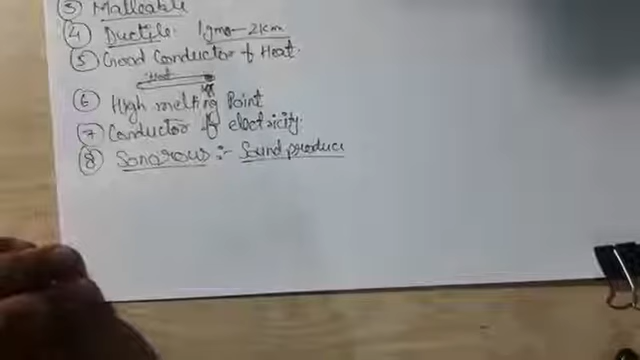 ③ Malleable
④ Ductile: 1gm — 2km
⑤ Good Conductor of Heat.
Heat
⑥ High melting Point
⑦ Conductor of electricity.
⑧ Sonorous :- Sound produce